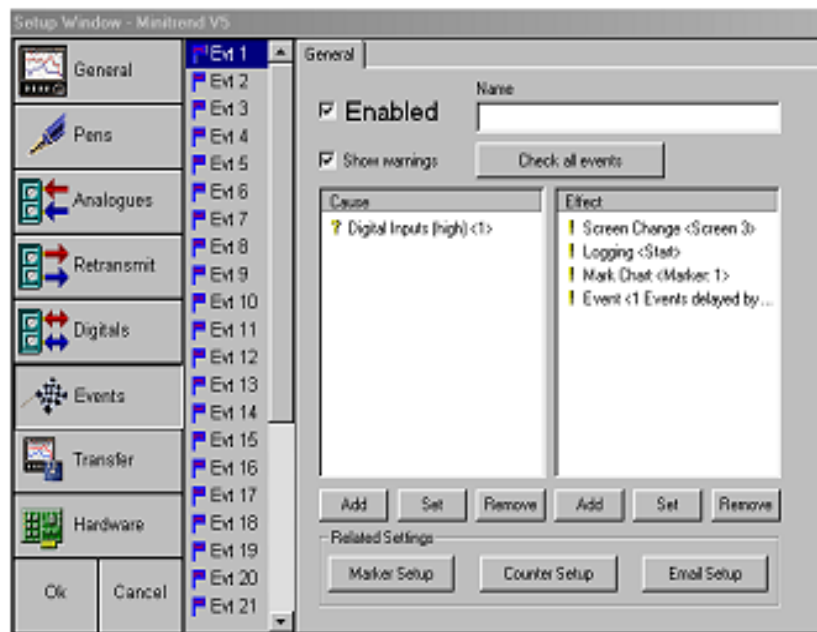 Setup Window - Minitrend V5
General
Pens
Analogues
Retransmit
Digitals
Events
Transfer
Hardware
Ok
Cancel
Evt 1
Evt 2
Evt 3
Evt 4
Evt 5
Evt 6
Evt 7
Evt 8
Evt 9
Evt 10
Evt 11
Evt 12
Evt 13
Evt 14
Evt 15
Evt 16
Evt 17
Evt 18
Evt 19
Evt 20
Evt 21
General
Enabled
Name
Show warnings
Check all events
Cause
? Digital Inputs (high) <1>
Effect
! Screen Change <Screen 3>
! Logging <Start>
! Mark Chart <Marker: 1>
! Event <1 Events delayed by...
Add
Set
Remove
Add
Set
Remove
Related Settings
Marker Setup
Counter Setup
Email Setup